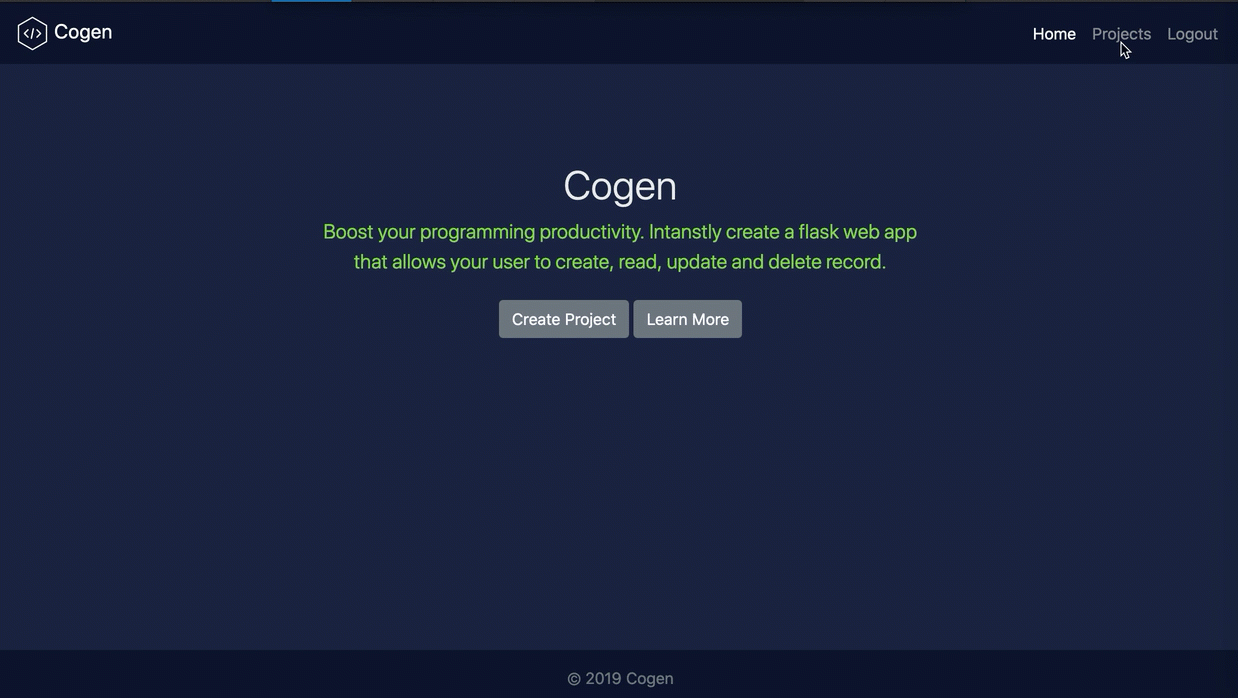 </> Cogen
Home Projects Logout
Cogen
Boost your programming productivity. Intanstly create a flask web app
that allows your user to create, read, update and delete record.
Create Project Learn More
© 2019 Cogen